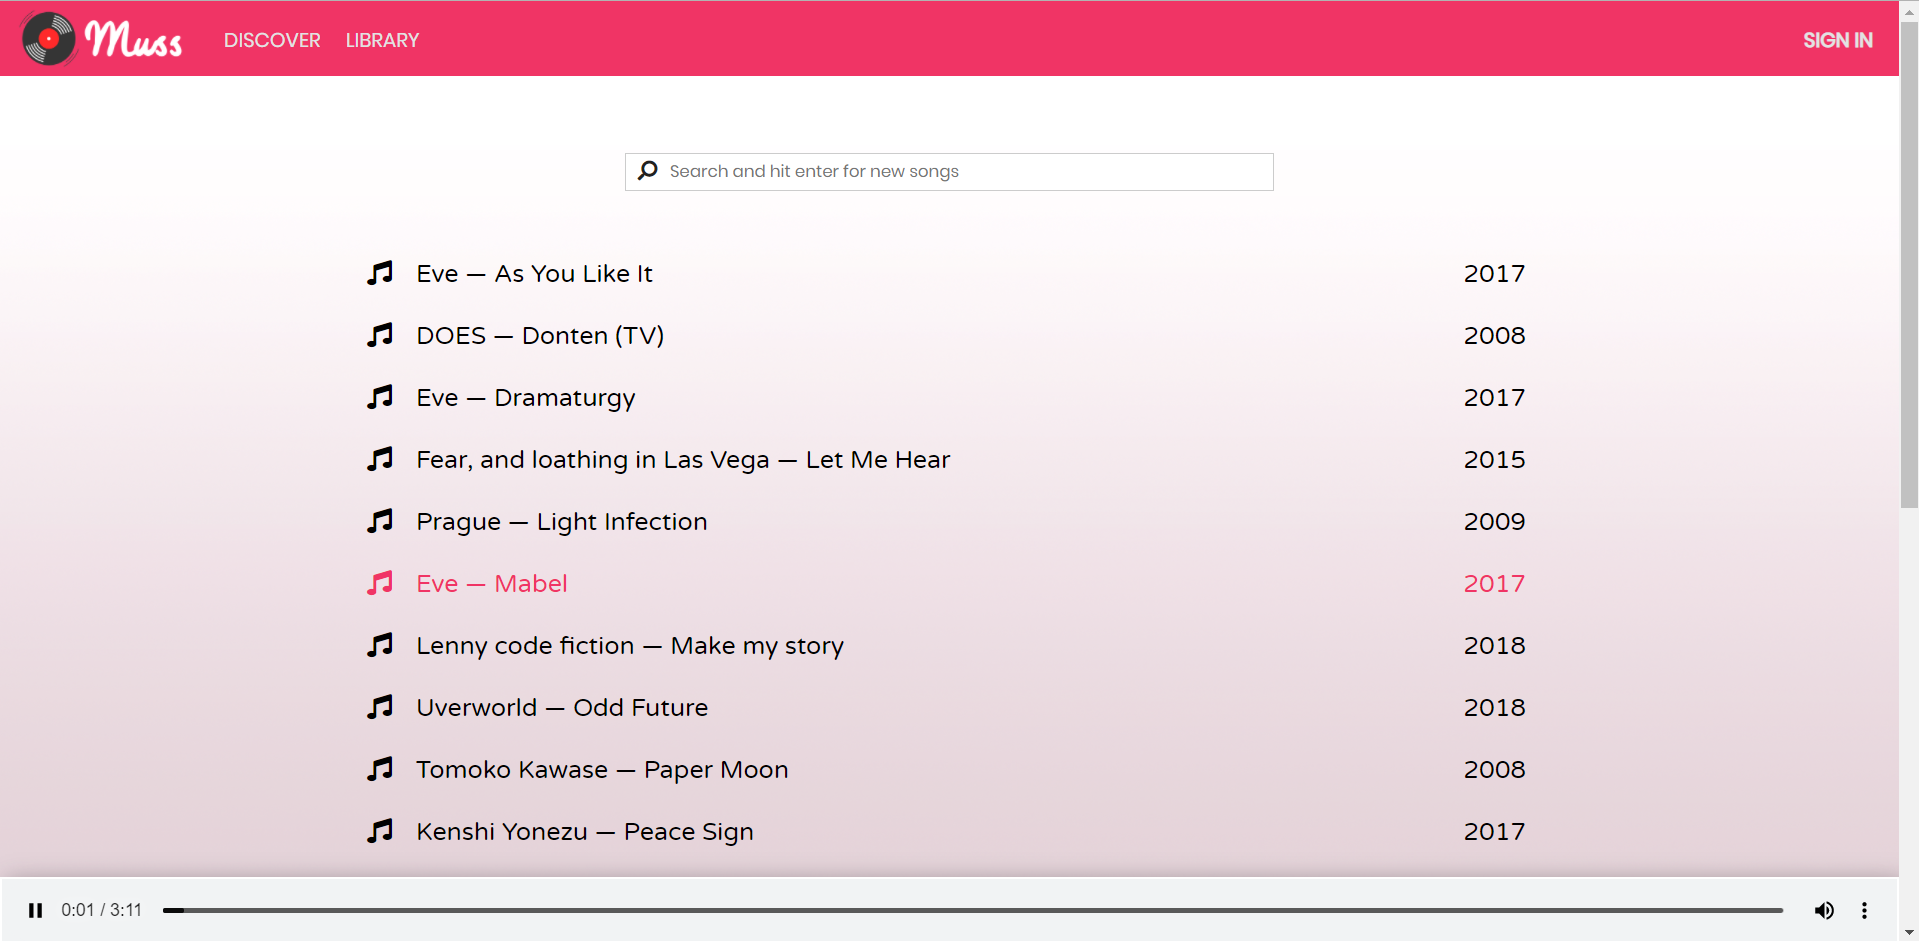 Muss DISCOVER LIBRARY SIGN IN
Search and hit enter for new songs
Eve — As You Like It 2017
DOES — Donten (TV) 2008
Eve — Dramaturgy 2017
Fear, and loathing in Las Vega — Let Me Hear 2015
Prague — Light Infection 2009
Eve — Mabel 2017
Lenny code fiction — Make my story 2018
Uverworld — Odd Future 2018
Tomoko Kawase — Paper Moon 2008
Kenshi Yonezu — Peace Sign 2017
0:01 / 3:11